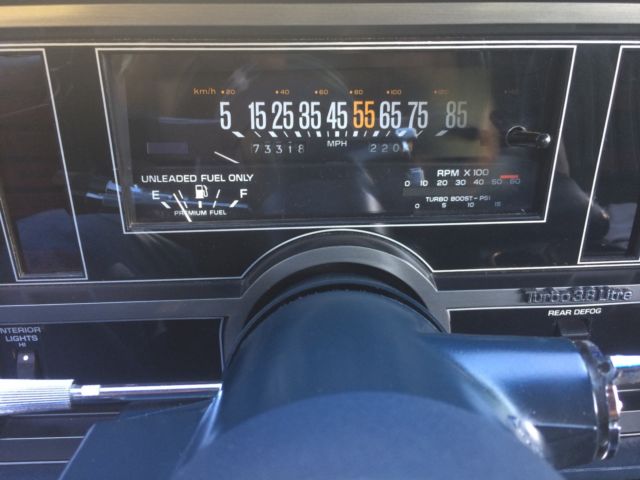 km/h 20 40 60 80 100 120
5 15 25 35 45 55 65 75 85
MPH
73318 220
UNLEADED FUEL ONLY
RPM X 100
E F
0 10 20 30 40 50 60
PREMIUM FUEL
TURBO BOOST-PSI
0 5 10 15
Turbo 3.8 Litre
REAR DEFOG
INTERIOR
LIGHTS
HI